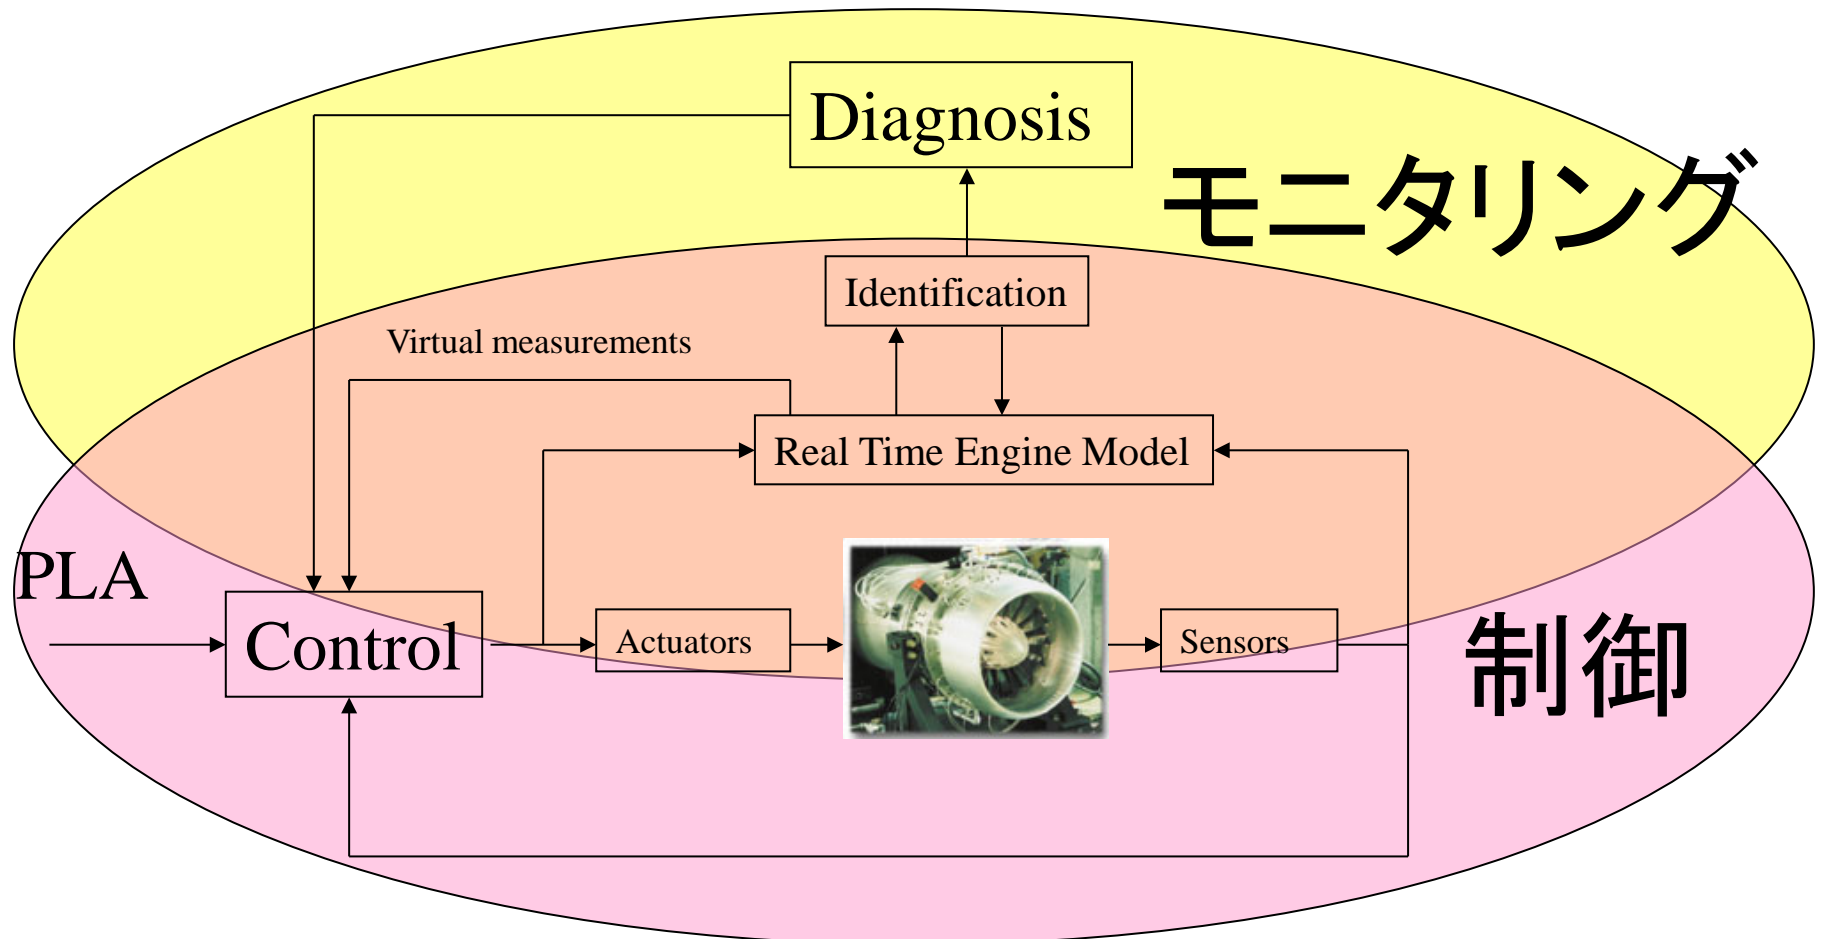 Diagnosis
モニタリング
Identification
Virtual measurements
Real Time Engine Model
PLA
Control
Actuators
Sensors
制御